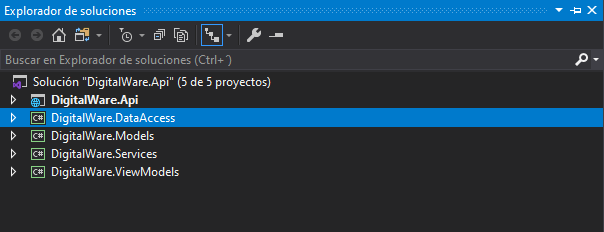 Explorador de soluciones
Buscar en Explorador de soluciones (Ctrl+´)
Solución "DigitalWare.Api" (5 de 5 proyectos)
DigitalWare.Api
C# DigitalWare.DataAccess
C# DigitalWare.Models
C# DigitalWare.Services
C# DigitalWare.ViewModels